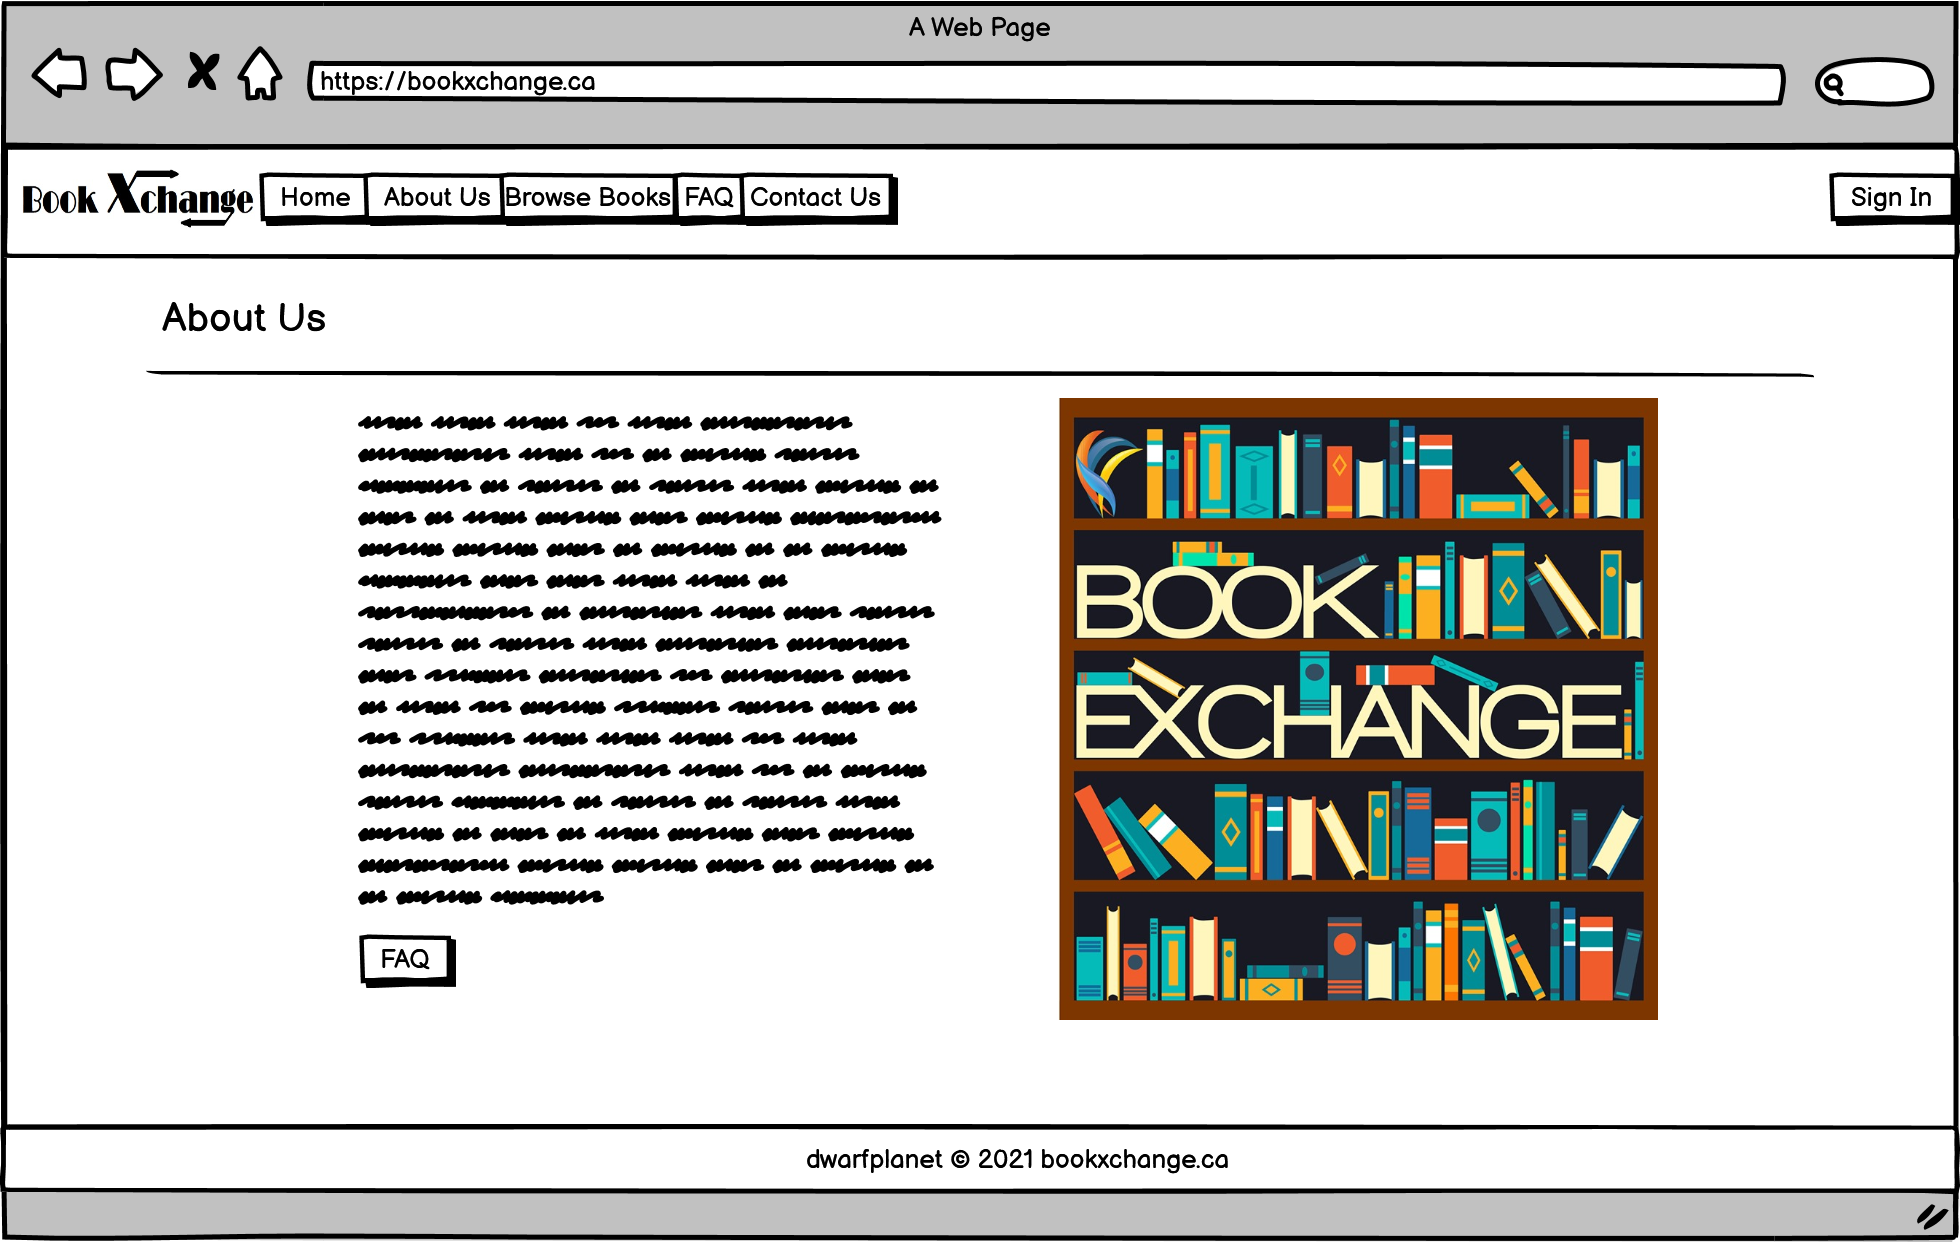 A Web Page
https://bookxchange.ca
Book Xchange
Home About Us Browse Books FAQ Contact Us
Sign In
About Us
BOOK
EXCHANGE
FAQ
dwarfplanet © 2021 bookxchange.ca